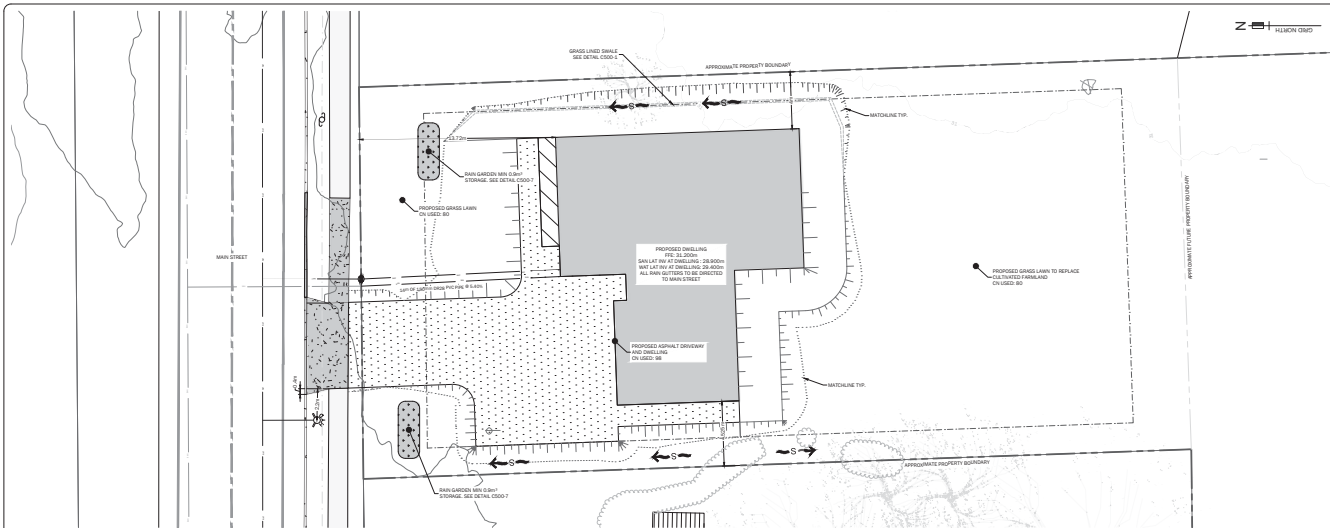 GRID NORTH
N
GRASS LINED SWALE
SEE DETAIL C500-1
APPROXIMATE PROPERTY BOUNDARY
S
S
MATCHLINE TYP.
13.72m
RAIN GARDEN MIN 0.9m³
STORAGE. SEE DETAIL C500-7
PROPOSED GRASS LAWN
CN USED: 80
APPROXIMATE FUTURE PROPERTY BOUNDARY
MAIN STREET
PROPOSED DWELLING
FFE: 31.200m
SAN LAT INV AT DWELLING : 28.900m
WAT LAT INV AT DWELLING: 29.400m
ALL RAIN GUTTERS TO BE DIRECTED
TO MAIN STREET
PROPOSED GRASS LAWN TO REPLACE
CULTIVATED FARMLAND
CN USED: 80
PROPOSED ASPHALT DRIVEWAY
AND DWELLING
CN USED: 98
MATCHLINE TYP.
2.2m
S
S
S
APPROXIMATE PROPERTY BOUNDARY
RAIN GARDEN MIN 0.9m³
STORAGE. SEE DETAIL C500-7